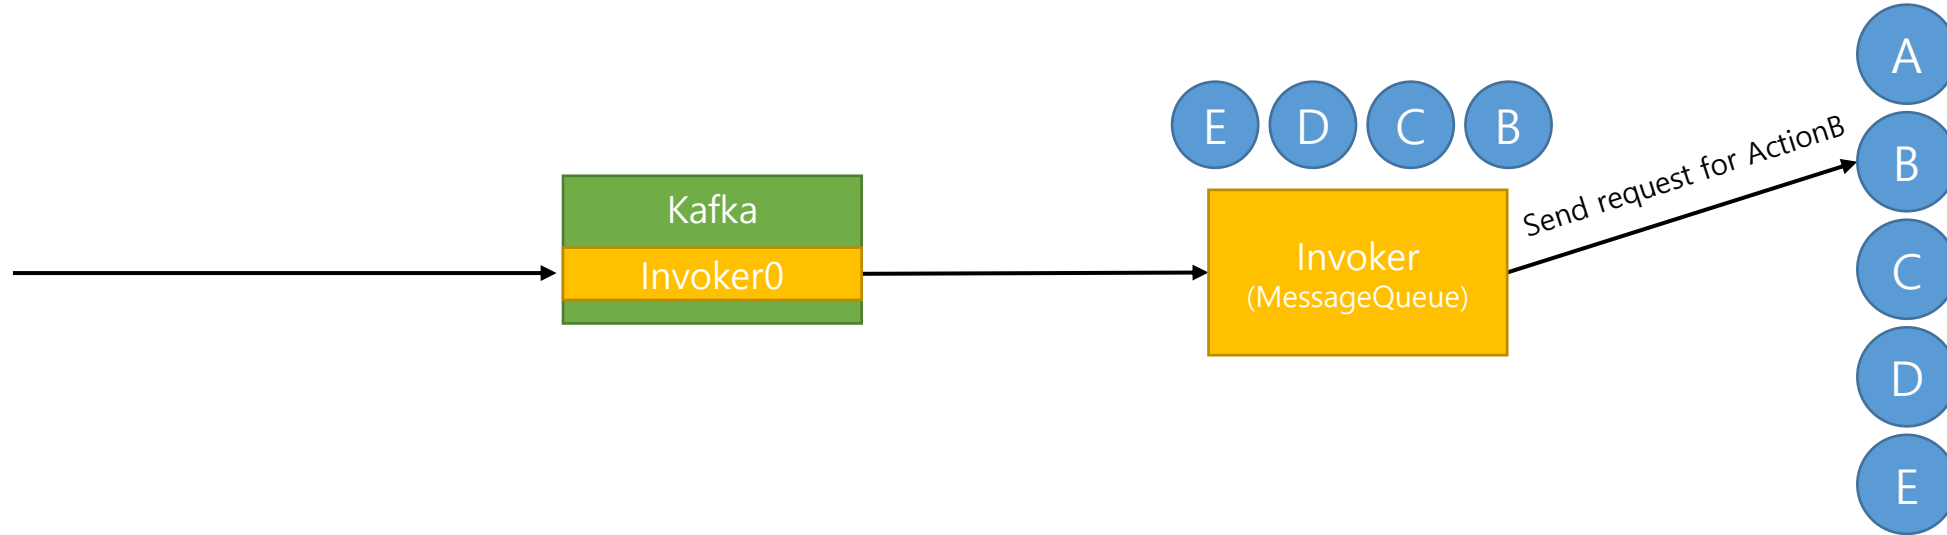 Kafka
Invoker0
E D C B
Invoker
(MessageQueue)
Send request for ActionB
A
B
C
D
E